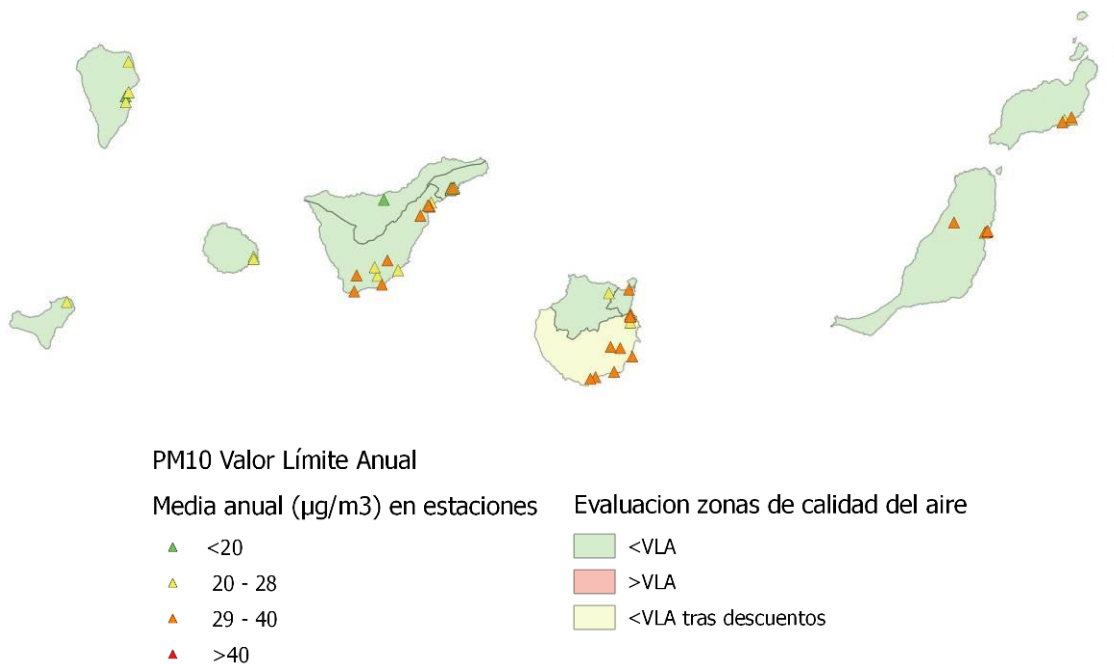 PM10 Valor Límite Anual
Media anual (µg/m3) en estaciones
<20
20 - 28
29 - 40
>40
Evaluacion zonas de calidad del aire
<VLA
>VLA
<VLA tras descuentos